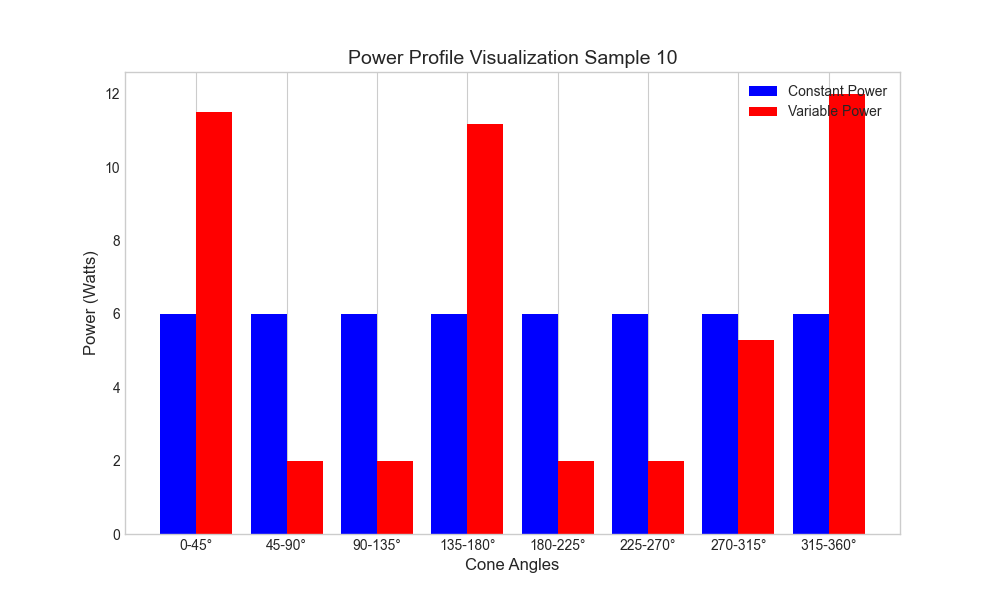 Power Profile Visualization Sample 10
Constant Power
Variable Power
Power (Watts)
12
10
8
6
4
2
0
0-45° 45-90° 90-135° 135-180° 180-225° 225-270° 270-315° 315-360°
Cone Angles